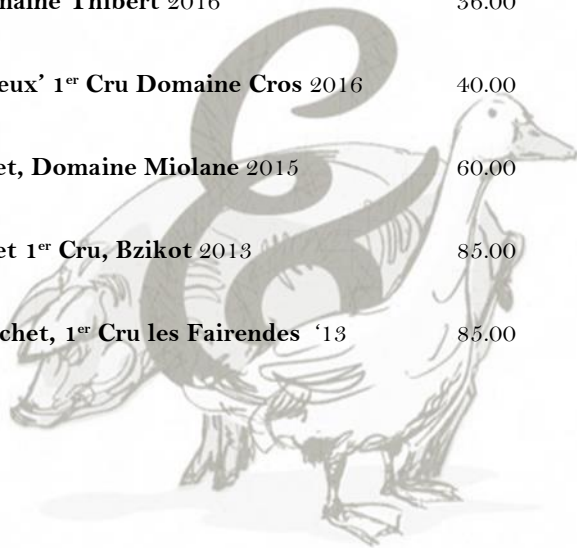 maine Thibert 2016 36.00
eux’ 1er Cru Domaine Cros 2016 40.00
et, Domaine Miolane 2015 60.00
et 1er Cru, Bzikot 2013 85.00
chet, 1er Cru les Fairendes ‘13 85.00
&